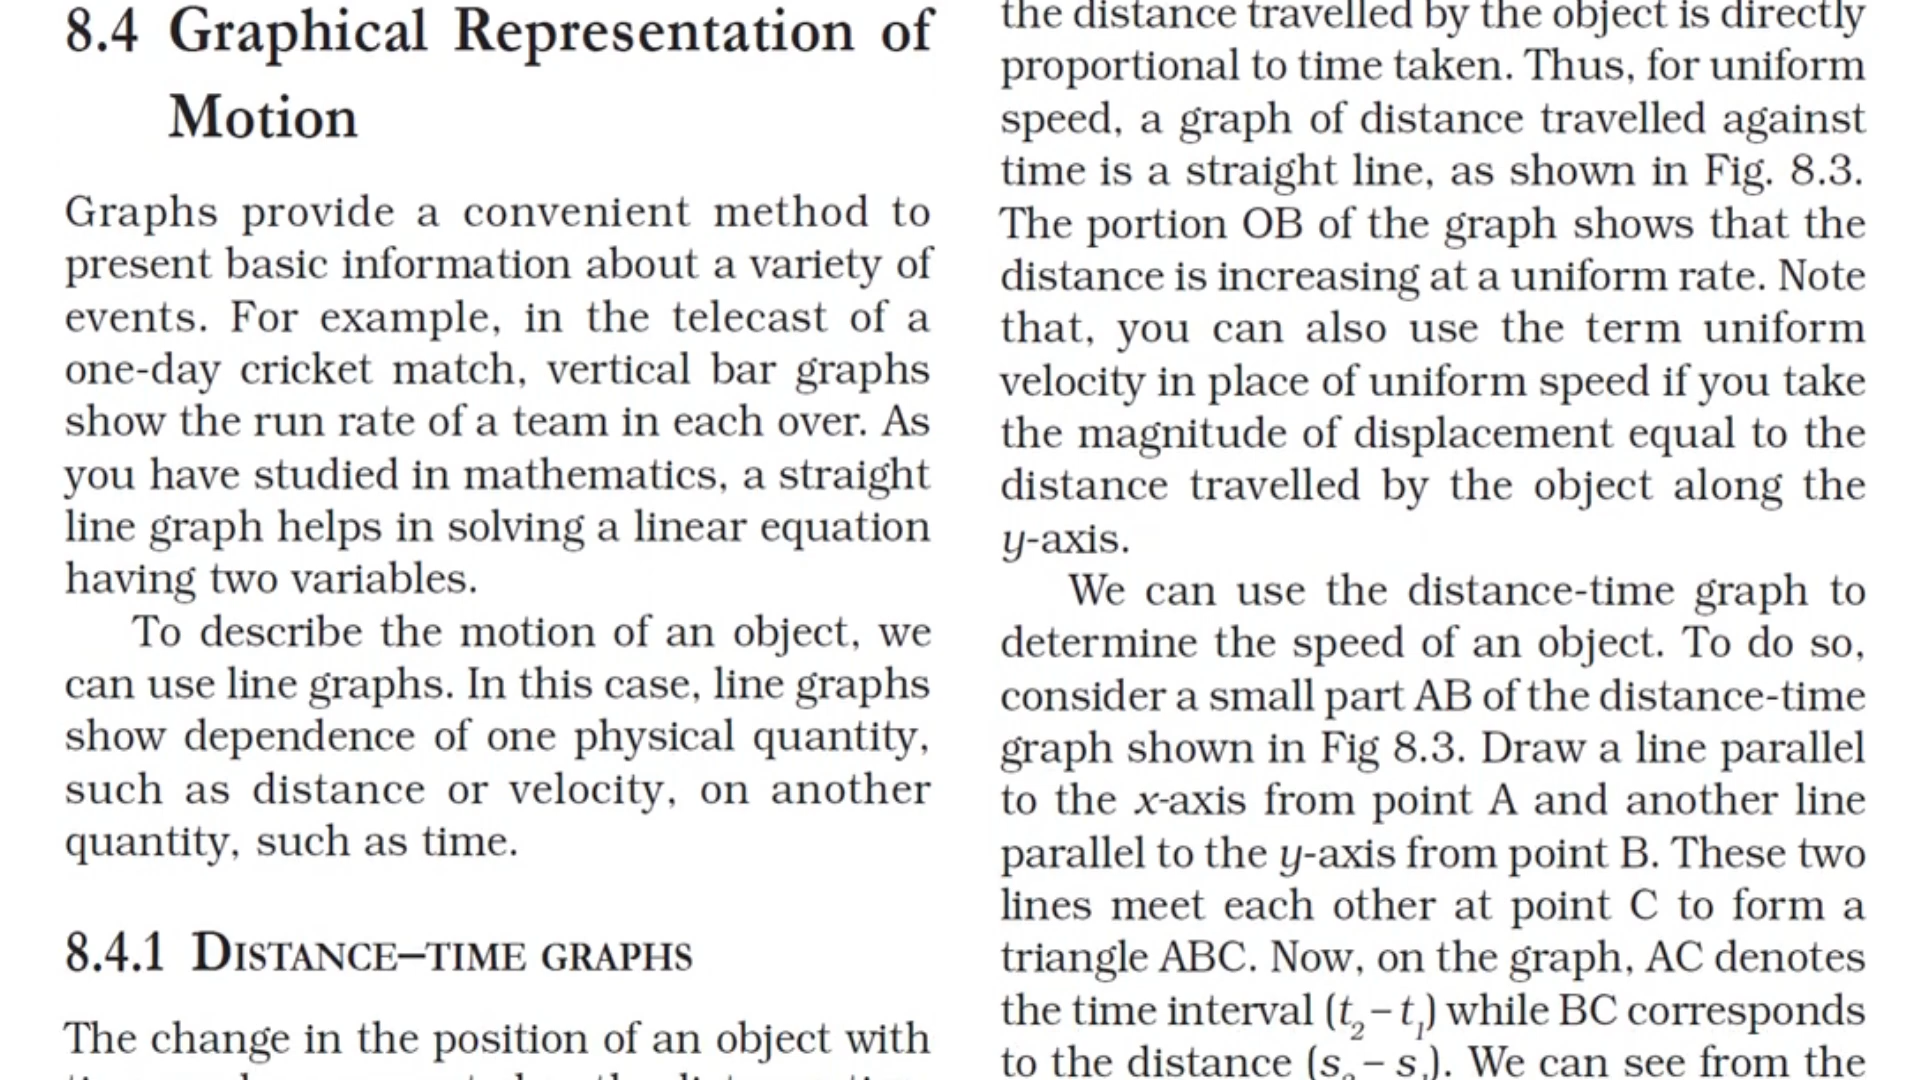 8.4 Graphical Representation of
Motion
Graphs provide a convenient method to
present basic information about a variety of
events. For example, in the telecast of a
one-day cricket match, vertical bar graphs
show the run rate of a team in each over. As
you have studied in mathematics, a straight
line graph helps in solving a linear equation
having two variables.
To describe the motion of an object, we
can use line graphs. In this case, line graphs
show dependence of one physical quantity,
such as distance or velocity, on another
quantity, such as time.
8.4.1 DISTANCE–TIME GRAPHS
The change in the position of an object with
the distance travelled by the object is directly
proportional to time taken. Thus, for uniform
speed, a graph of distance travelled against
time is a straight line, as shown in Fig. 8.3.
The portion OB of the graph shows that the
distance is increasing at a uniform rate. Note
that, you can also use the term uniform
velocity in place of uniform speed if you take
the magnitude of displacement equal to the
distance travelled by the object along the
y-axis.
We can use the distance-time graph to
determine the speed of an object. To do so,
consider a small part AB of the distance-time
graph shown in Fig 8.3. Draw a line parallel
to the x-axis from point A and another line
parallel to the y-axis from point B. These two
lines meet each other at point C to form a
triangle ABC. Now, on the graph, AC denotes
the time interval (t₂ – t₁) while BC corresponds
to the distance (s₂ – s₁). We can see from the